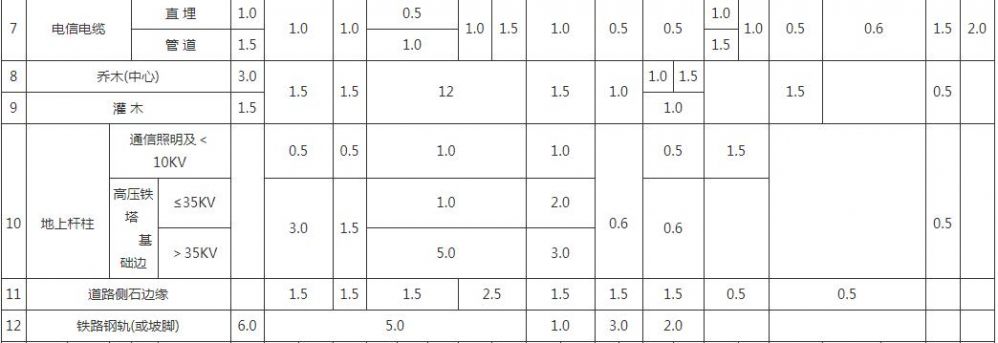 7 电信电缆 直 埋 1.0 1.0 1.0 0.5 1.0 1.5 1.0 0.5 0.5 1.0 1.0 0.5 0.6 1.5 2.0
管 道 1.5 1.0 1.5
8 乔木(中心) 3.0 1.5 1.5 12 1.5 1.0 1.0 1.5 1.5 0.5
9 灌 木 1.5 1.0
10 地上杆柱 通信照明及 <
10KV 0.5 0.5 1.0 1.0 0.6 0.5 1.5 0.5
高压铁
塔
基
础边 ≤35KV 3.0 1.5 1.0 2.0 0.6
> 35KV 5.0 3.0
11 道路侧石边缘 1.5 1.5 1.5 2.5 1.5 1.5 1.5 0.5 0.5
12 铁路钢轨(或坡脚) 6.0 5.0 1.0 3.0 2.0